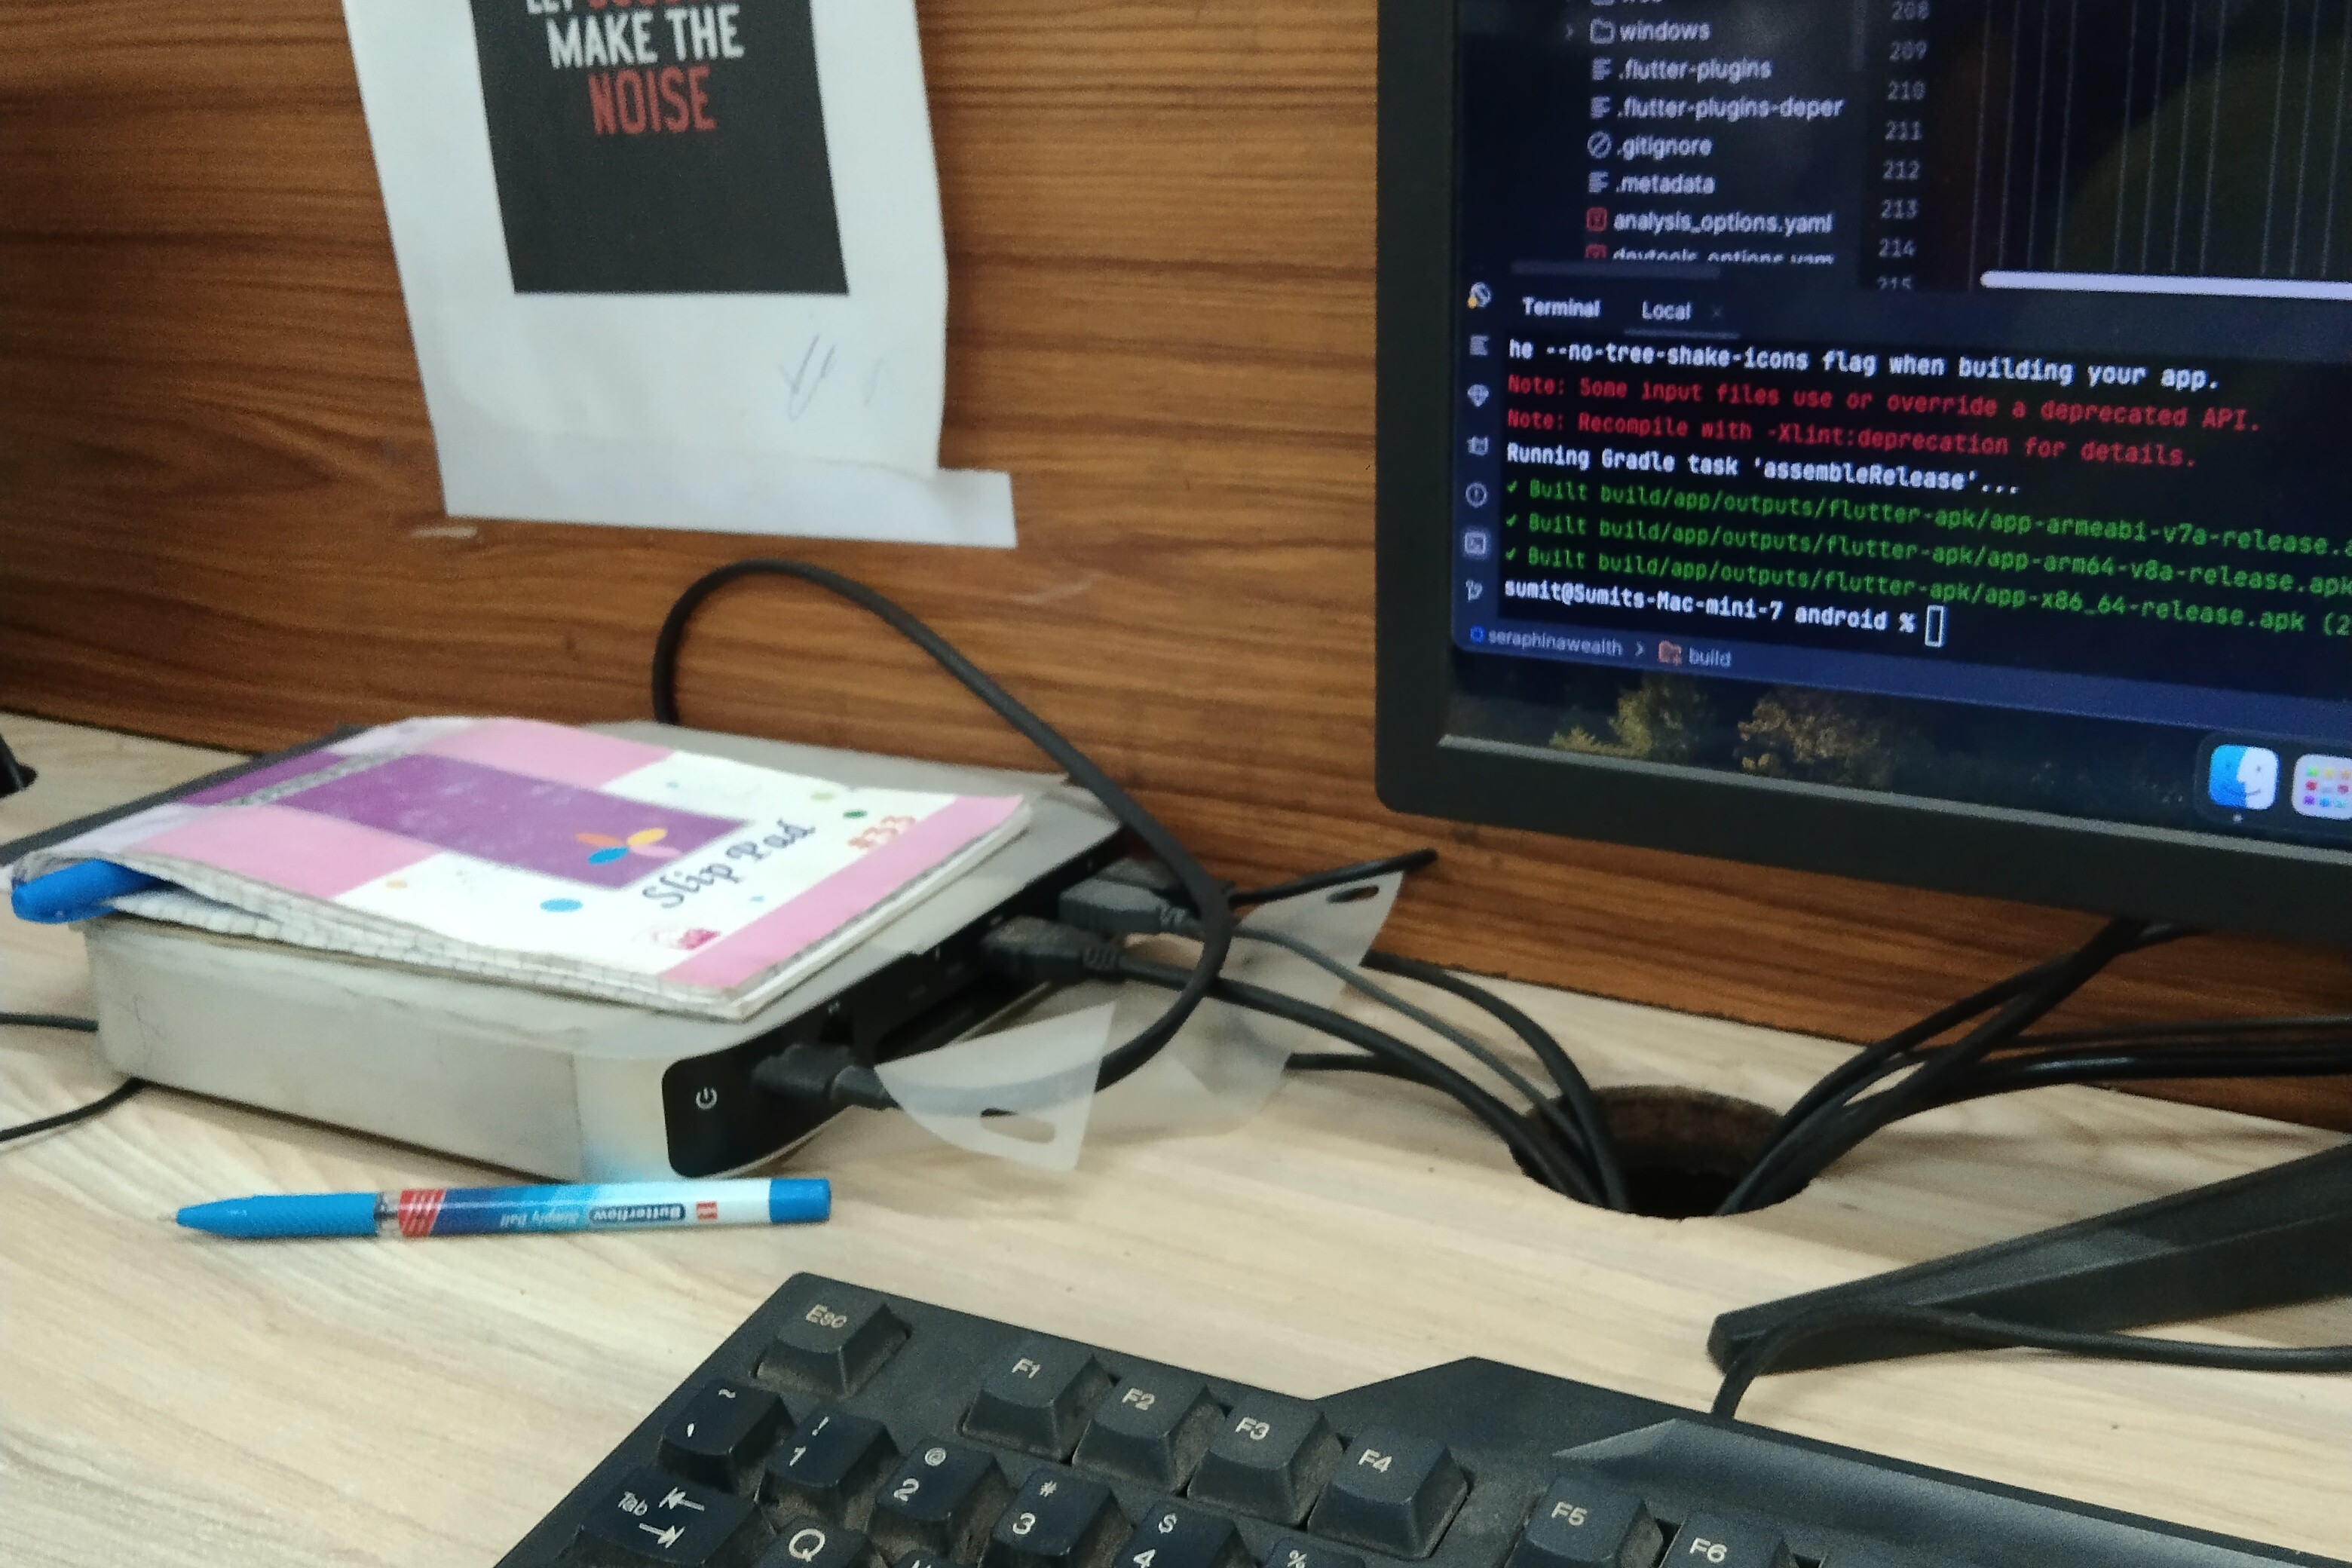 MAKE THE
NOISE
windows
.flutter-plugins
.flutter-plugins-deper
.gitignore
.metadata
analysis_options.yaml
208
209
210
211
212
213
214
215
Terminal Local
he --no-tree-shake-icons flag when building your app.
Note: Some input files use or override a deprecated API.
Note: Recompile with -Xlint:deprecation for details.
Running Gradle task 'assembleRelease'...
✓ Built build/app/outputs/flutter-apk/app-armeabi-v7a-release.a
✓ Built build/app/outputs/flutter-apk/app-arm64-v8a-release.apk
✓ Built build/app/outputs/flutter-apk/app-x86_64-release.apk (2
sumit@Sumits-Mac-mini-7 android %
seraphinawealth > build
Slip Pad
#33
Butterflow
Simply Ball
Esc
F1
F2
F3
F4
F5
F6
~
!
1
@
2
#
3
$
4
%
Tab
Q